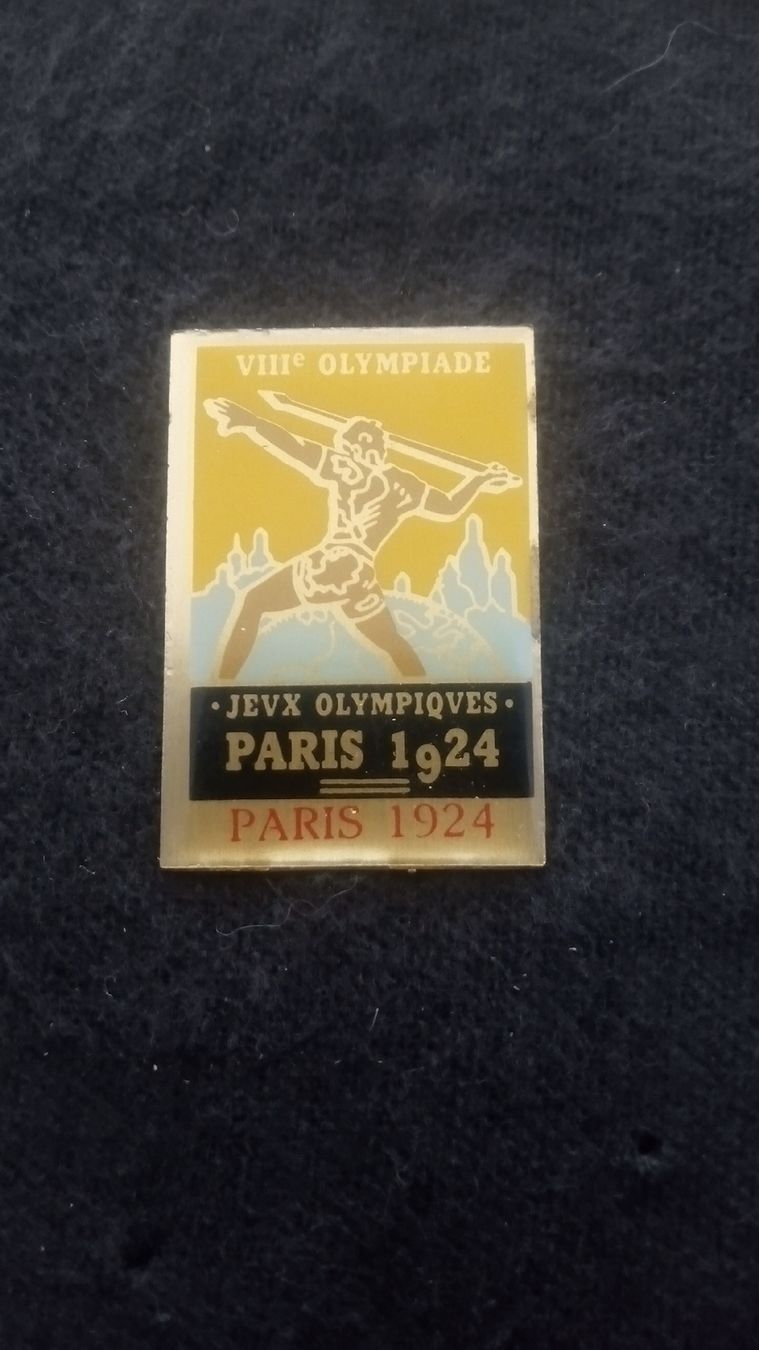 VIIIe OLYMPIADE
· JEVX OLYMPIQVES ·
PARIS 1924
PARIS 1924